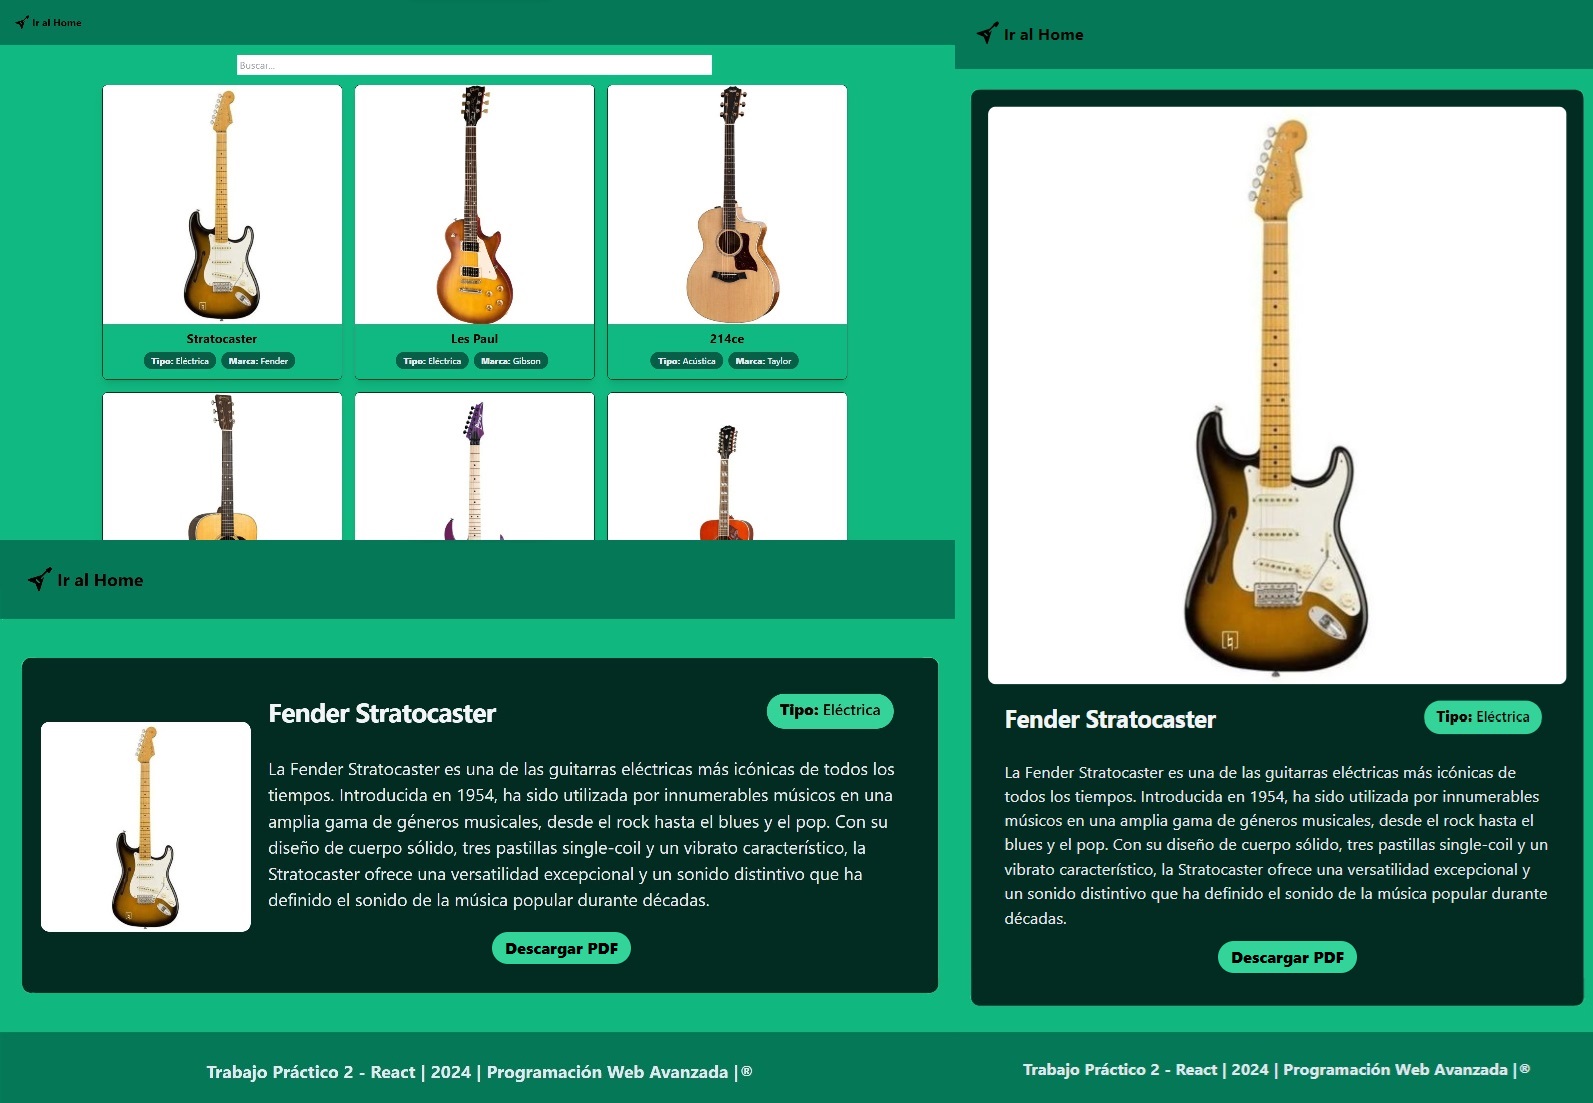 Ir al Home
Buscar...
Stratocaster
Tipo: Eléctrica Marca: Fender
Les Paul
Tipo: Eléctrica Marca: Gibson
214ce
Tipo: Acústica Marca: Taylor
Ir al Home
Fender Stratocaster
Tipo: Eléctrica
La Fender Stratocaster es una de las guitarras eléctricas más icónicas de todos los
tiempos. Introducida en 1954, ha sido utilizada por innumerables músicos en una
amplia gama de géneros musicales, desde el rock hasta el blues y el pop. Con su
diseño de cuerpo sólido, tres pastillas single-coil y un vibrato característico, la
Stratocaster ofrece una versatilidad excepcional y un sonido distintivo que ha
definido el sonido de la música popular durante décadas.
Descargar PDF
Trabajo Práctico 2 - React | 2024 | Programación Web Avanzada |®
Ir al Home
Fender Stratocaster
Tipo: Eléctrica
La Fender Stratocaster es una de las guitarras eléctricas más icónicas de
todos los tiempos. Introducida en 1954, ha sido utilizada por innumerables
músicos en una amplia gama de géneros musicales, desde el rock hasta el
blues y el pop. Con su diseño de cuerpo sólido, tres pastillas single-coil y un
vibrato característico, la Stratocaster ofrece una versatilidad excepcional y
un sonido distintivo que ha definido el sonido de la música popular durante
décadas.
Descargar PDF
Trabajo Práctico 2 - React | 2024 | Programación Web Avanzada |®